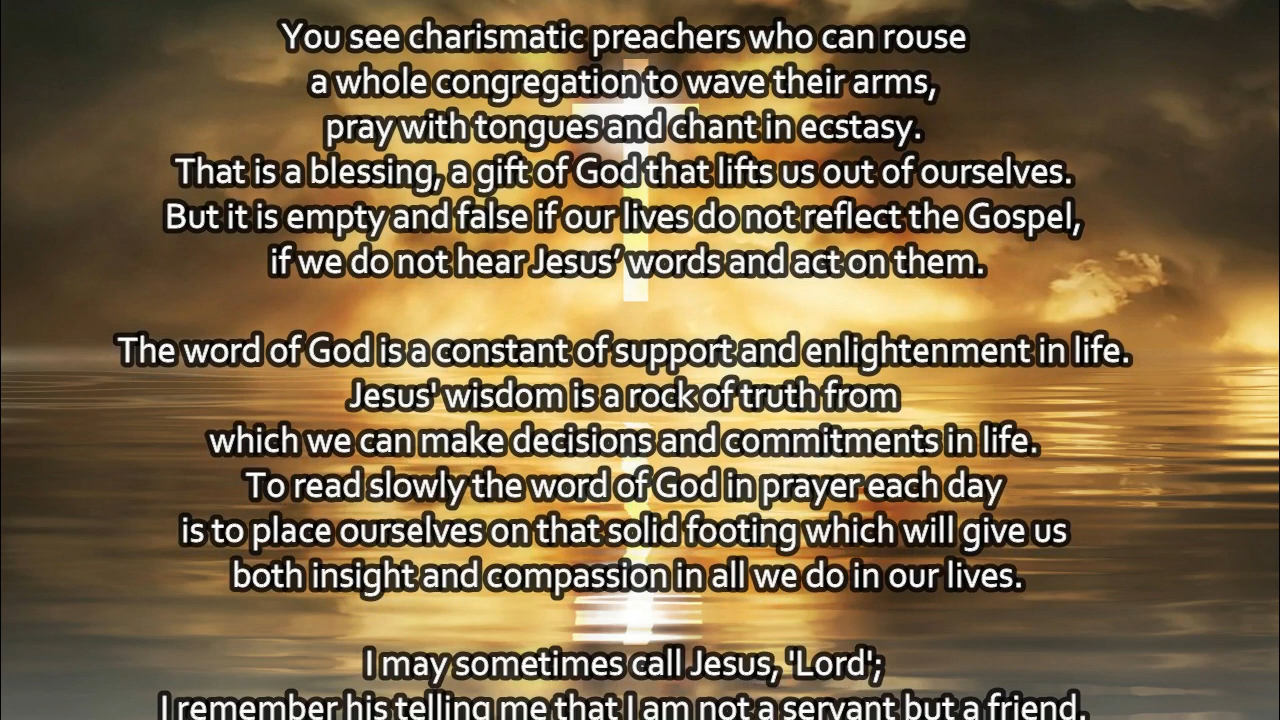 You see charismatic preachers who can rouse
a whole congregation to wave their arms,
pray with tongues and chant in ecstasy.
That is a blessing, a gift of God that lifts us out of ourselves.
But it is empty and false if our lives do not reflect the Gospel,
if we do not hear Jesus’ words and act on them.
The word of God is a constant of support and enlightenment in life.
Jesus' wisdom is a rock of truth from
which we can make decisions and commitments in life.
To read slowly the word of God in prayer each day
is to place ourselves on that solid footing which will give us
both insight and compassion in all we do in our lives.
I may sometimes call Jesus, 'Lord';
I remember his telling me that I am not a servant but a friend.